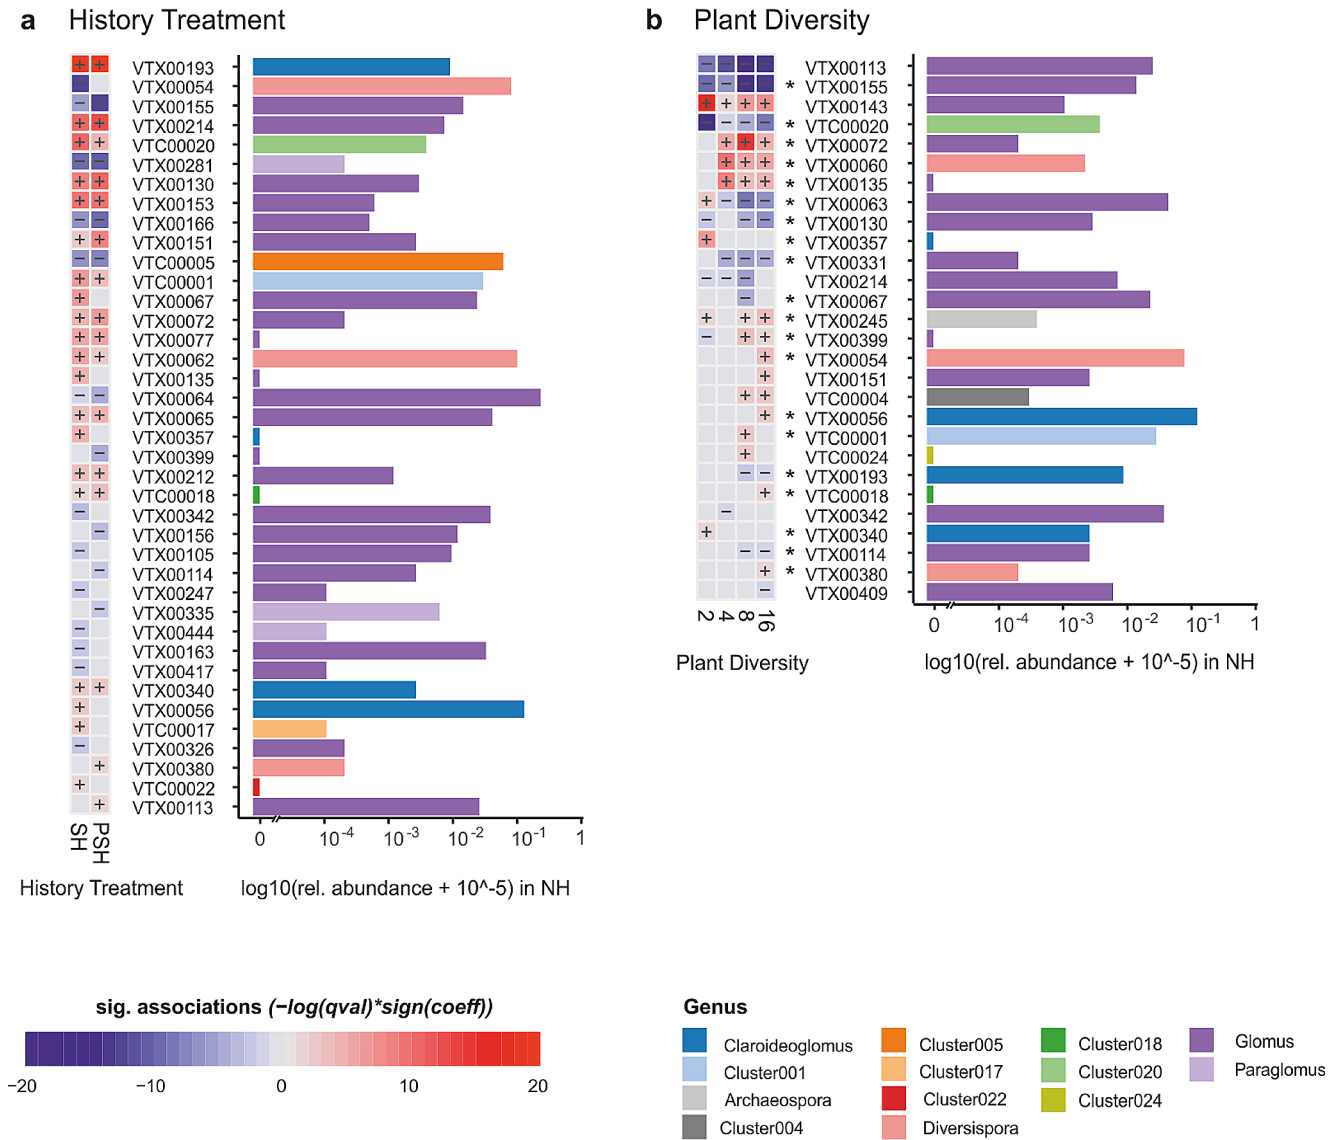 a History Treatment
VTX00193
VTX00054
VTX00155
VTX00214
VTC00020
VTX00281
VTX00130
VTX00153
VTX00166
VTX00151
VTC00005
VTC00001
VTX00067
VTX00072
VTX00077
VTX00062
VTX00135
VTX00064
VTX00065
VTX00357
VTX00399
VTX00212
VTC00018
VTX00342
VTX00156
VTX00105
VTX00114
VTX00247
VTX00335
VTX00444
VTX00163
VTX00417
VTX00340
VTX00056
VTC00017
VTX00326
VTX00380
VTC00022
VTX00113
SH PSH
0 10-4 10-3 10-2 10-1 1
History Treatment
log10(rel. abundance + 10^-5) in NH
b Plant Diversity
VTX00113
* VTX00155
VTX00143
* VTC00020
* VTX00072
* VTX00060
* VTX00135
* VTX00063
* VTX00130
* VTX00357
* VTX00331
VTX00214
* VTX00067
* VTX00245
* VTX00399
* VTX00054
VTX00151
VTC00004
* VTX00056
* VTC00001
VTC00024
* VTX00193
* VTC00018
VTX00342
* VTX00340
* VTX00114
* VTX00380
VTX00409
2 4 8 16
0 10-4 10-3 10-2 10-1 1
Plant Diversity
log10(rel. abundance + 10^-5) in NH
sig. associations (−log(qval)*sign(coeff))
−20 −10 0 10 20
Genus
Claroideoglomus
Cluster001
Archaeospora
Cluster004
Cluster005
Cluster017
Cluster022
Diversispora
Cluster018
Cluster020
Cluster024
Glomus
Paraglomus